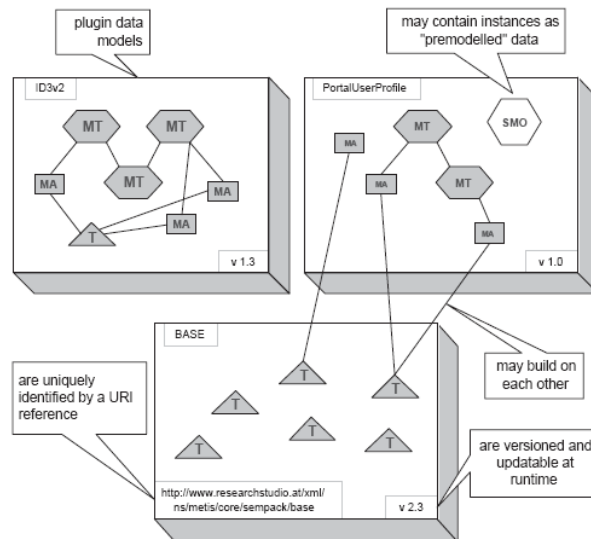 plugin data
models
may contain instances as
"premodelled" data
ID3v2
MT
MT
MT
MA
MA
MA
T
v 1.3
PortalUserProfile
SMO
MA
MT
MA
MT
MA
v 1.0
BASE
T
T
T
T
T
T
http://www.researchstudio.at/xml/
ns/metis/core/sempack/base
v 2.3
are uniquely
identified by a URI
reference
may build on
each other
are versioned and
updatable at
runtime